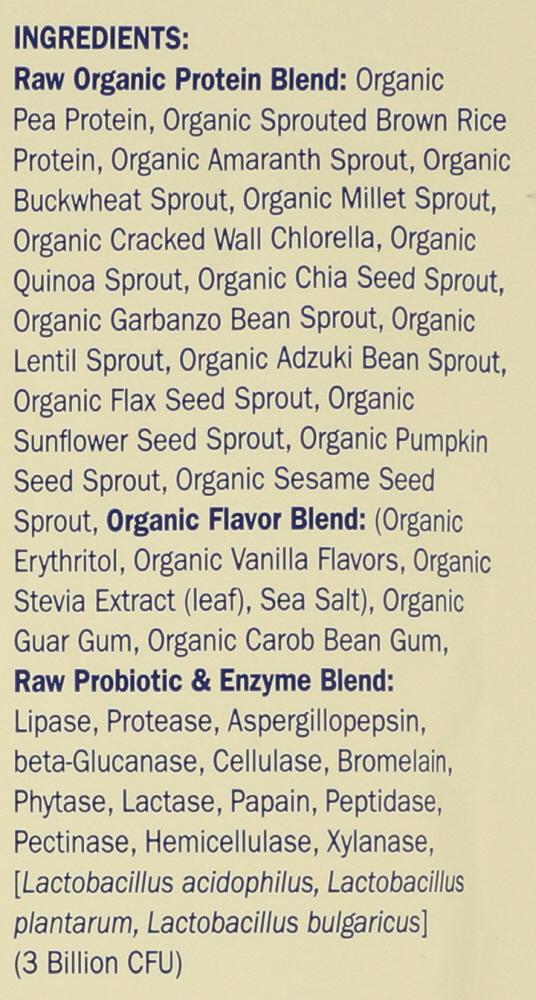 INGREDIENTS:
Raw Organic Protein Blend: Organic
Pea Protein, Organic Sprouted Brown Rice
Protein, Organic Amaranth Sprout, Organic
Buckwheat Sprout, Organic Millet Sprout,
Organic Cracked Wall Chlorella, Organic
Quinoa Sprout, Organic Chia Seed Sprout,
Organic Garbanzo Bean Sprout, Organic
Lentil Sprout, Organic Adzuki Bean Sprout,
Organic Flax Seed Sprout, Organic
Sunflower Seed Sprout, Organic Pumpkin
Seed Sprout, Organic Sesame Seed
Sprout, Organic Flavor Blend: (Organic
Erythritol, Organic Vanilla Flavors, Organic
Stevia Extract (leaf), Sea Salt), Organic
Guar Gum, Organic Carob Bean Gum,
Raw Probiotic & Enzyme Blend:
Lipase, Protease, Aspergillopepsin,
beta-Glucanase, Cellulase, Bromelain,
Phytase, Lactase, Papain, Peptidase,
Pectinase, Hemicellulase, Xylanase,
[Lactobacillus acidophilus, Lactobacillus
plantarum, Lactobacillus bulgaricus]
(3 Billion CFU)